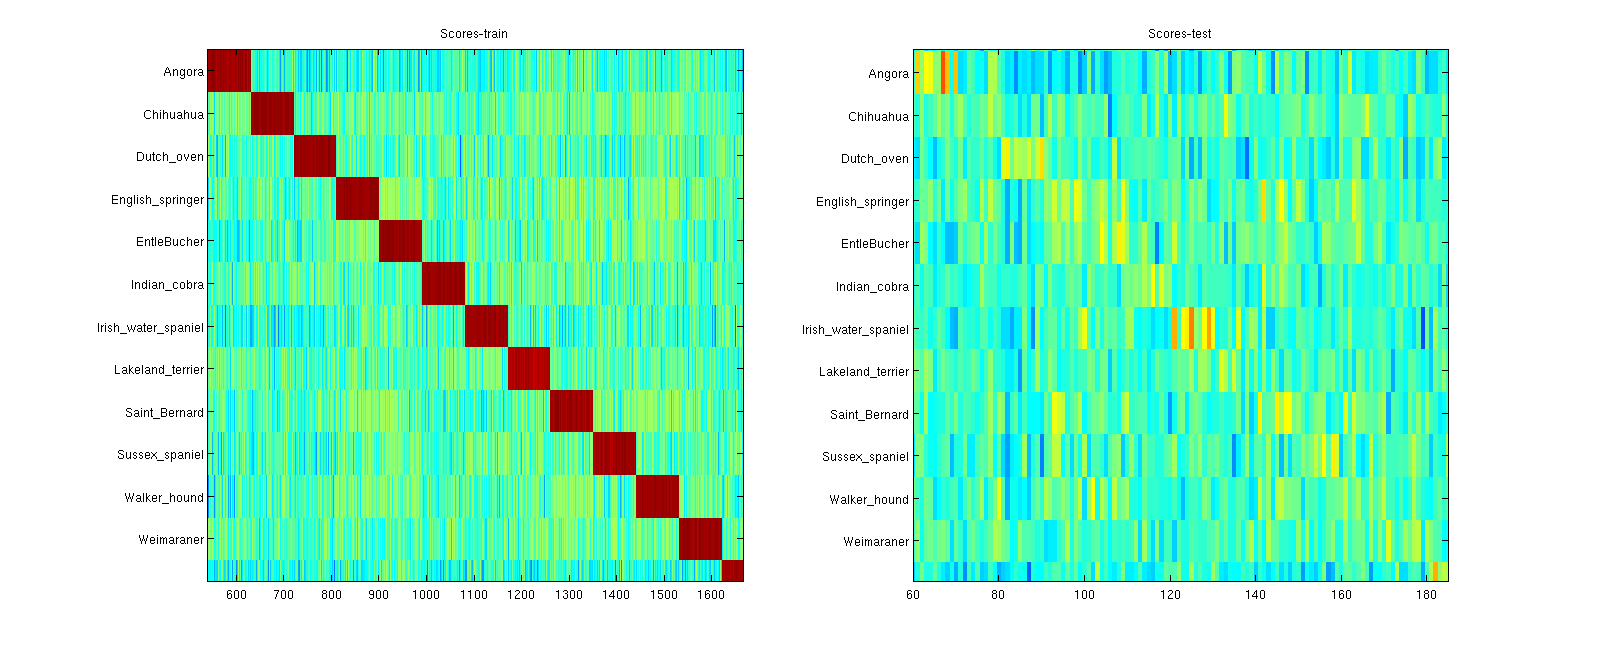 Scores-train
Angora
Chihuahua
Dutch_oven
English_springer
EntleBucher
Indian_cobra
Irish_water_spaniel
Lakeland_terrier
Saint_Bernard
Sussex_spaniel
Walker_hound
Weimaraner
600 700 800 900 1000 1100 1200 1300 1400 1500 1600
Scores-test
Angora
Chihuahua
Dutch_oven
English_springer
EntleBucher
Indian_cobra
Irish_water_spaniel
Lakeland_terrier
Saint_Bernard
Sussex_spaniel
Walker_hound
Weimaraner
60 80 100 120 140 160 180